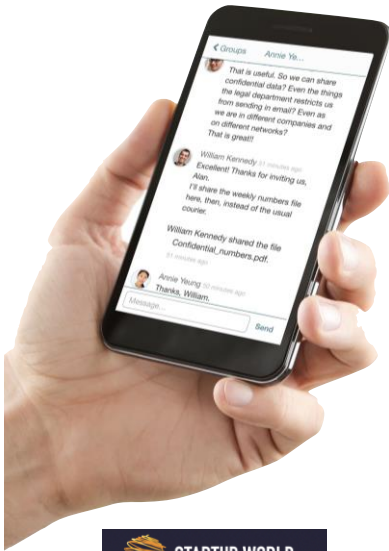 Groups
Annie Ye...
That is useful. So we can share
confidential data? Even the things
the legal department restricts us
from sending in email? Even as
we are in different companies and
on different networks?
That is great!!
William Kennedy 51 minutes ago
Excellent! Thanks for inviting us,
Alan.
I'll share the weekly numbers file
here, then, instead of the usual
courier.
William Kennedy shared the file
Confidential_numbers.pdf.
51 minutes ago
Annie Yeung 10 minutes ago
Thanks, William.
Message...
Send
STARTUP WORLD